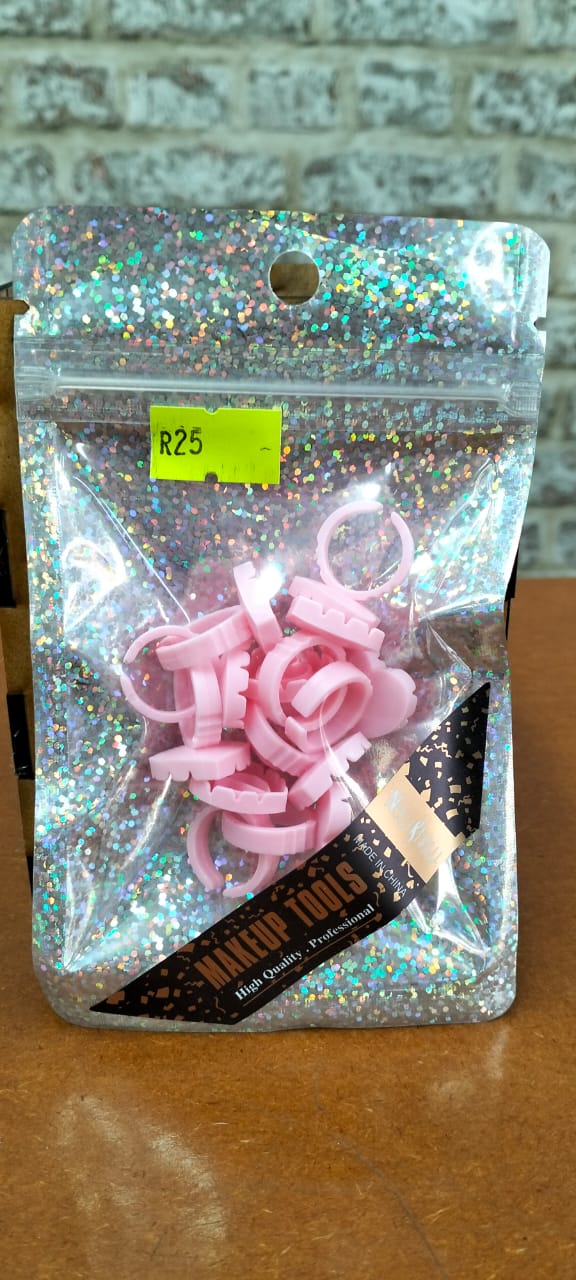 R25
MADE IN CHINA
MAKEUP TOOLS
High Quality . Professional